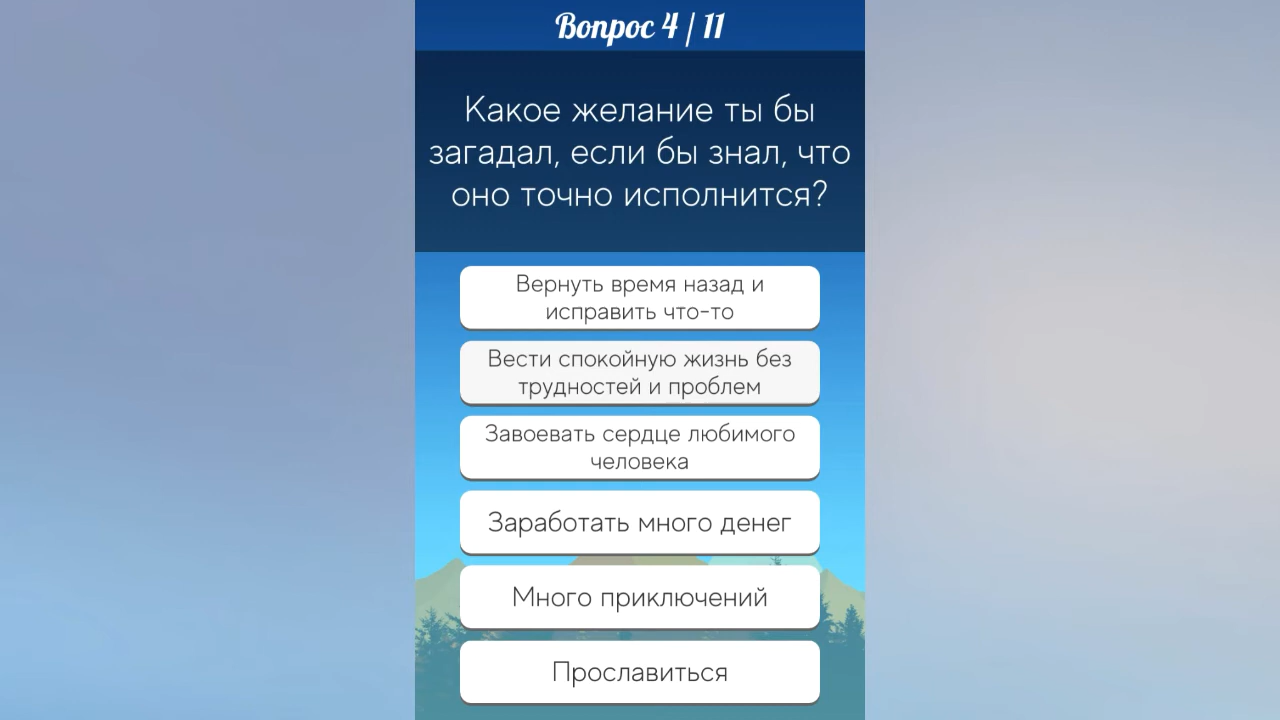 Вопрос 4 / 11
Какое желание ты бы
загадал, если бы знал, что
оно точно исполнится?
Вернуть время назад и
исправить что-то
Вести спокойную жизнь без
трудностей и проблем
Завоевать сердце любимого
человека
Заработать много денег
Много приключений
Прославиться